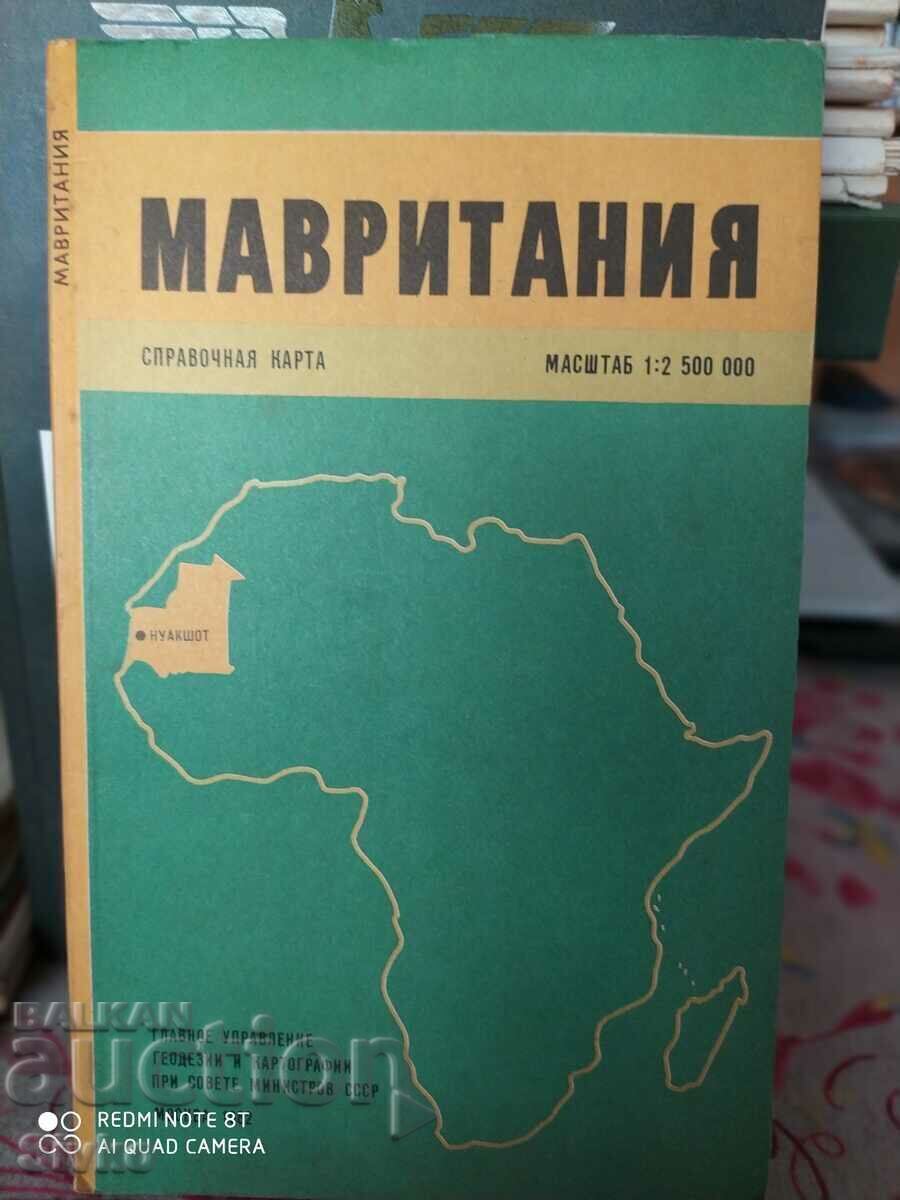 МАВРИТАНИЯ
МАВРИТАНИЯ
СПРАВОЧНАЯ КАРТА
МАСШТАБ 1:2 500 000
НУАКШОТ
ГЛАВНОЕ УПРАВЛЕНИЕ
ГЕОДЕЗИИ И КАРТОГРАФИИ
ПРИ СОВЕТЕ МИНИСТРОВ СССР
BALKAN
auction
REDMI NOTE 8T
AI QUAD CAMERA